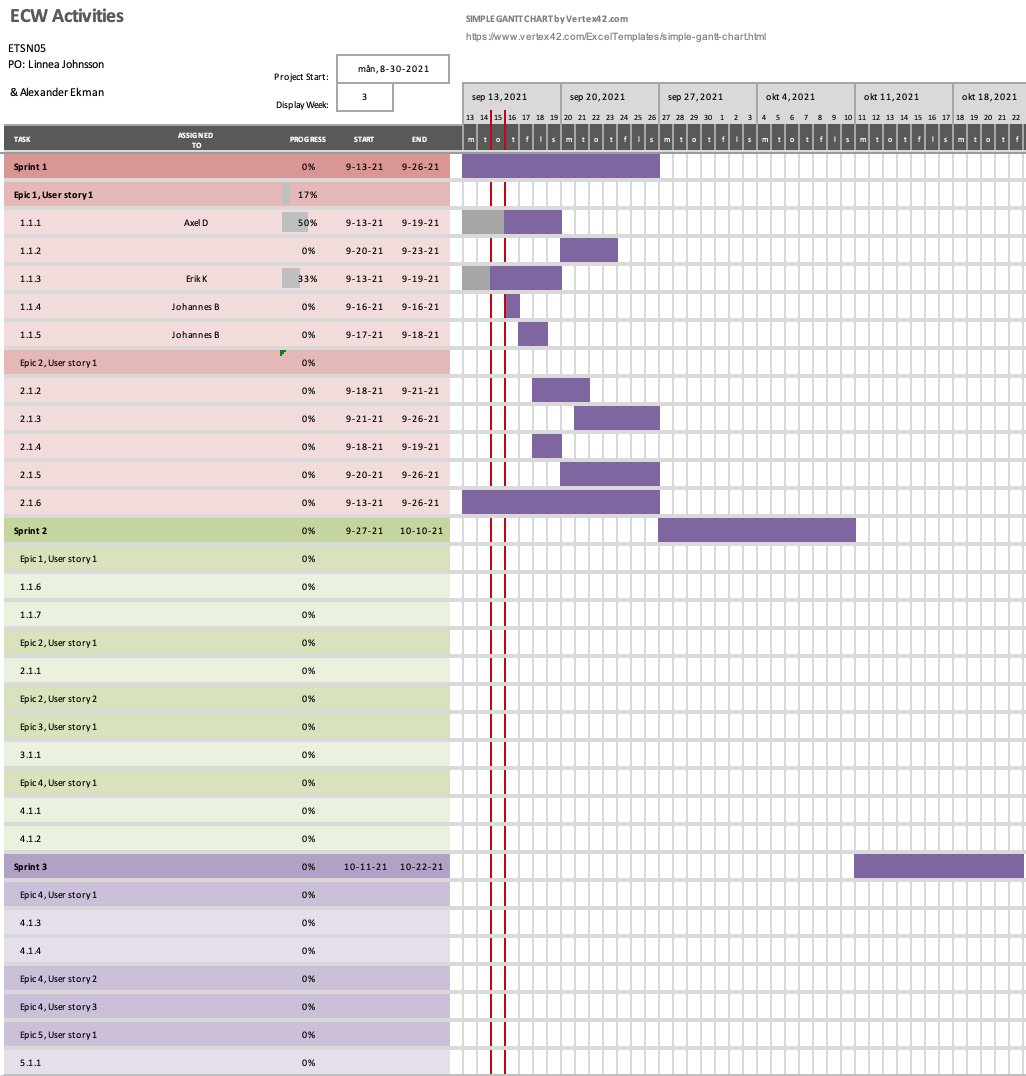 ECW Activities
SIMPLE GANTT CHART by Vertex42.com
https://www.vertex42.com/ExcelTemplates/simple-gantt-chart.html
ETSN05
PO: Linnea Johnsson
& Alexander Ekman
Project Start: mån, 8-30-2021
Display Week: 3
sep 13, 2021 sep 20, 2021 sep 27, 2021 okt 4, 2021 okt 11, 2021 okt 18, 2021
13 14 15 16 17 18 19 20 21 22 23 24 25 26 27 28 29 30 1 2 3 4 5 6 7 8 9 10 11 12 13 14 15 16 17 18 19 20 21 22
TASK ASSIGNED TO PROGRESS START END m t o t f l s m t o t f l s m t o t f l s m t o t f l s m t o t f l s m t o t f
Sprint 1 0% 9-13-21 9-26-21
Epic 1, User story 1 17%
1.1.1 Axel D 50% 9-13-21 9-19-21
1.1.2 0% 9-20-21 9-23-21
1.1.3 Erik K 33% 9-13-21 9-19-21
1.1.4 Johannes B 0% 9-16-21 9-16-21
1.1.5 Johannes B 0% 9-17-21 9-18-21
Epic 2, User story 1 0%
2.1.2 0% 9-18-21 9-21-21
2.1.3 0% 9-21-21 9-26-21
2.1.4 0% 9-18-21 9-19-21
2.1.5 0% 9-20-21 9-26-21
2.1.6 0% 9-13-21 9-26-21
Sprint 2 0% 9-27-21 10-10-21
Epic 1, User story 1 0%
1.1.6 0%
1.1.7 0%
Epic 2, User story 1 0%
2.1.1 0%
Epic 2, User story 2 0%
Epic 3, User story 1 0%
3.1.1 0%
Epic 4, User story 1 0%
4.1.1 0%
4.1.2 0%
Sprint 3 0% 10-11-21 10-22-21
Epic 4, User story 1 0%
4.1.3 0%
4.1.4 0%
Epic 4, User story 2 0%
Epic 4, User story 3 0%
Epic 5, User story 1 0%
5.1.1 0%